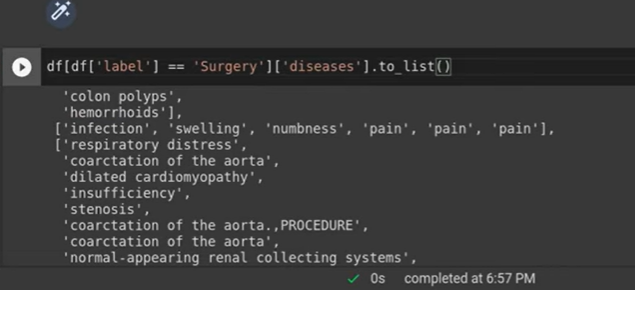 df[df['label'] == 'Surgery']['diseases'].to_list()
'colon polyps',
'hemorrhoids'],
['infection', 'swelling', 'numbness', 'pain', 'pain', 'pain'],
['respiratory distress',
'coarctation of the aorta',
'dilated cardiomyopathy',
'insufficiency',
'stenosis',
'coarctation of the aorta.,PROCEDURE',
'coarctation of the aorta',
'normal-appearing renal collecting systems',
0s completed at 6:57 PM